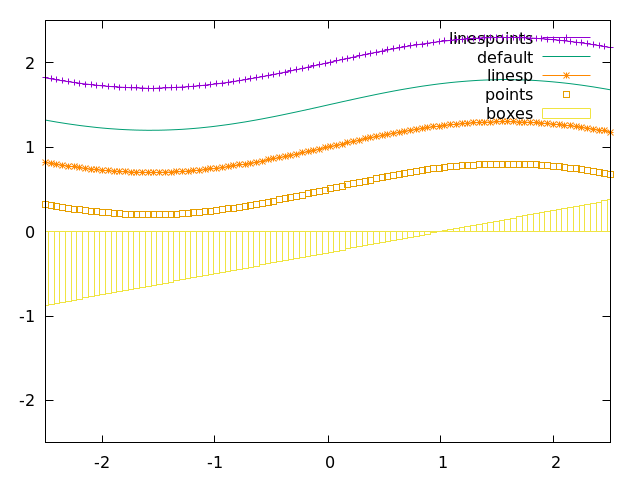 linespoints
default
linesp
points
boxes
2
1
0
-1
-2
-2 -1 0 1 2